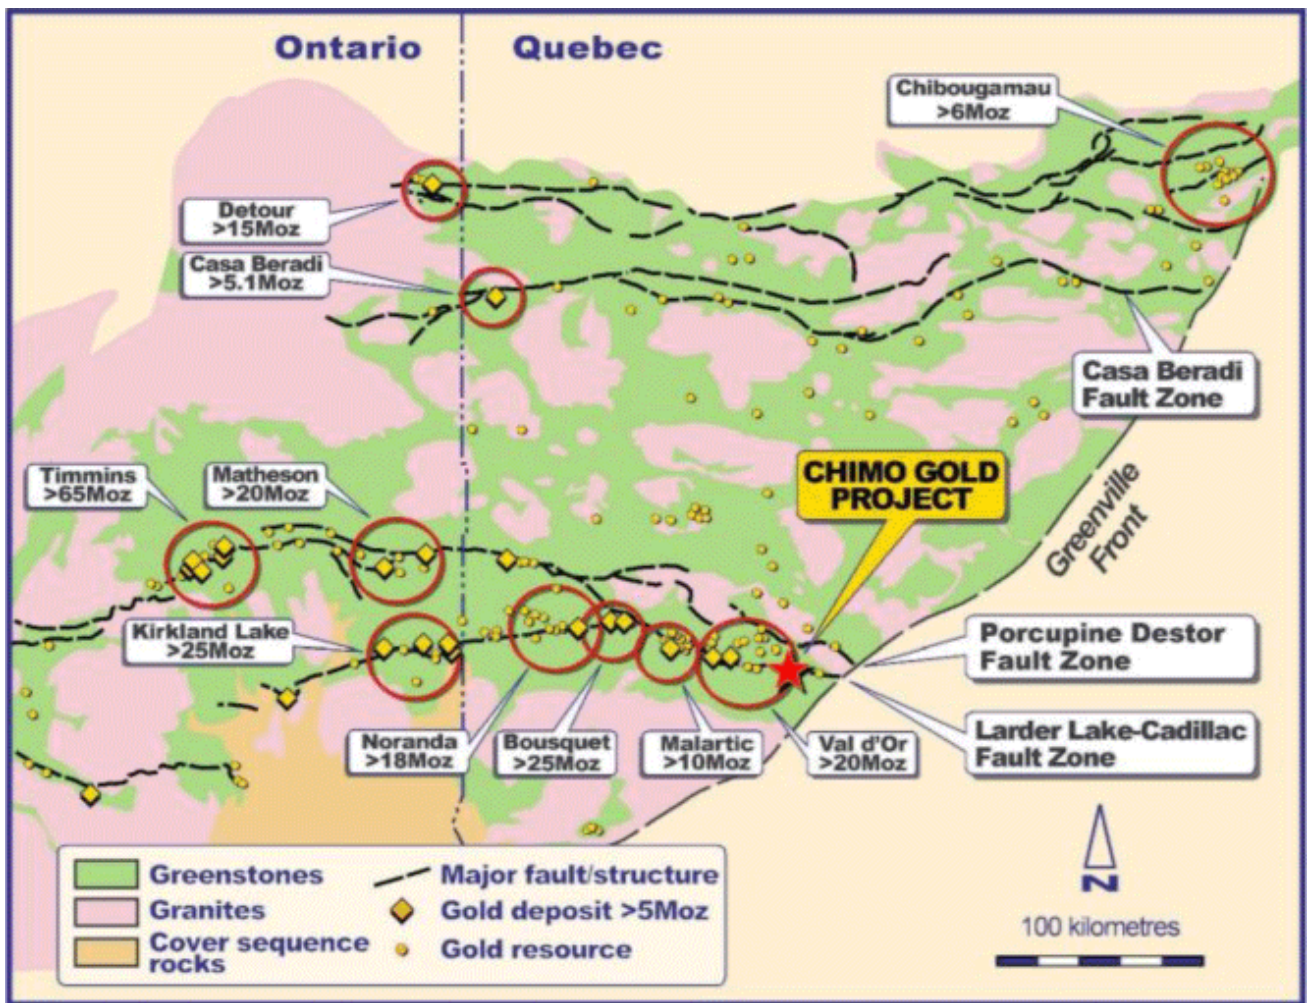 Ontario
Quebec
Chibougamau
>6Moz
Detour
>15Moz
Casa Beradi
>5.1Moz
Casa Beradi
Fault Zone
Timmins
>65Moz
Matheson
>20Moz
CHIMO GOLD
PROJECT
Greenville
Front
Kirkland Lake
>25Moz
Porcupine Destor
Fault Zone
Noranda
>18Moz
Bousquet
>25Moz
Malartic
>10Moz
Val d'Or
>20Moz
Larder Lake-Cadillac
Fault Zone
Greenstones
Granites
Cover sequence
rocks
Major fault/structure
Gold deposit >5Moz
Gold resource
N
100 kilometres